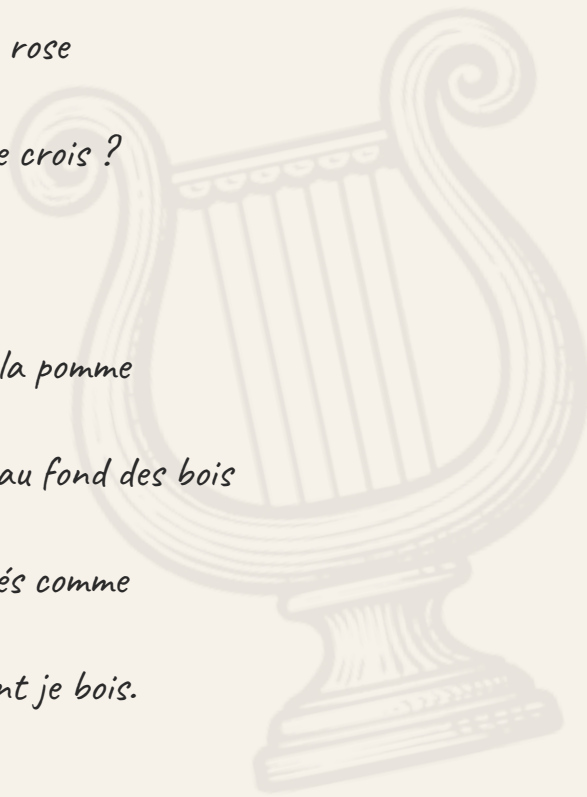 rose
e crois ?
la pomme
au fond des bois
és comme
nt je bois.